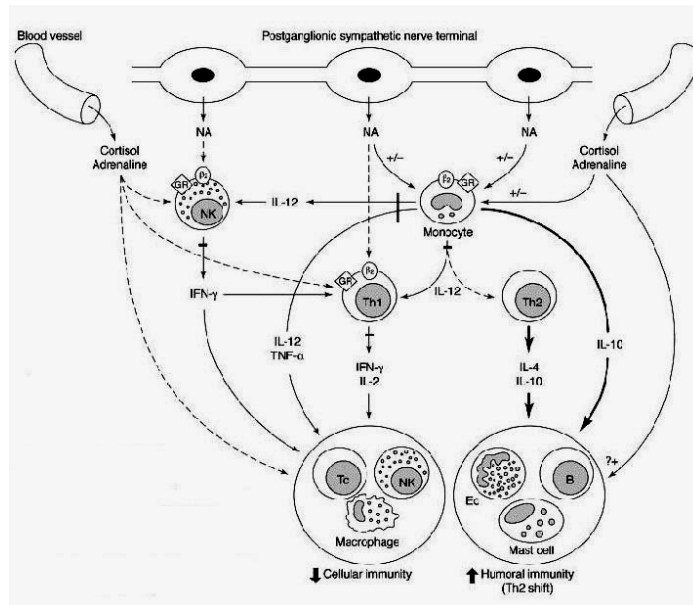 Blood vessel
Postganglionic sympathetic nerve terminal
NA
NA
NA
Cortisol
Adrenaline
Cortisol
Adrenaline
+/−
+/−
+/−
GR
β₂
NK
IL-12
β₂
GR
Monocyte
GR
β₂
Th1
IFN-γ
IL-12
Th2
IL-12
TNF-α
IFN-γ
IL-2
IL-4
IL-10
IL-10
?+
Tc
NK
Macrophage
Eo
B
Mast cell
Cellular immunity
Humoral immunity
(Th2 shift)